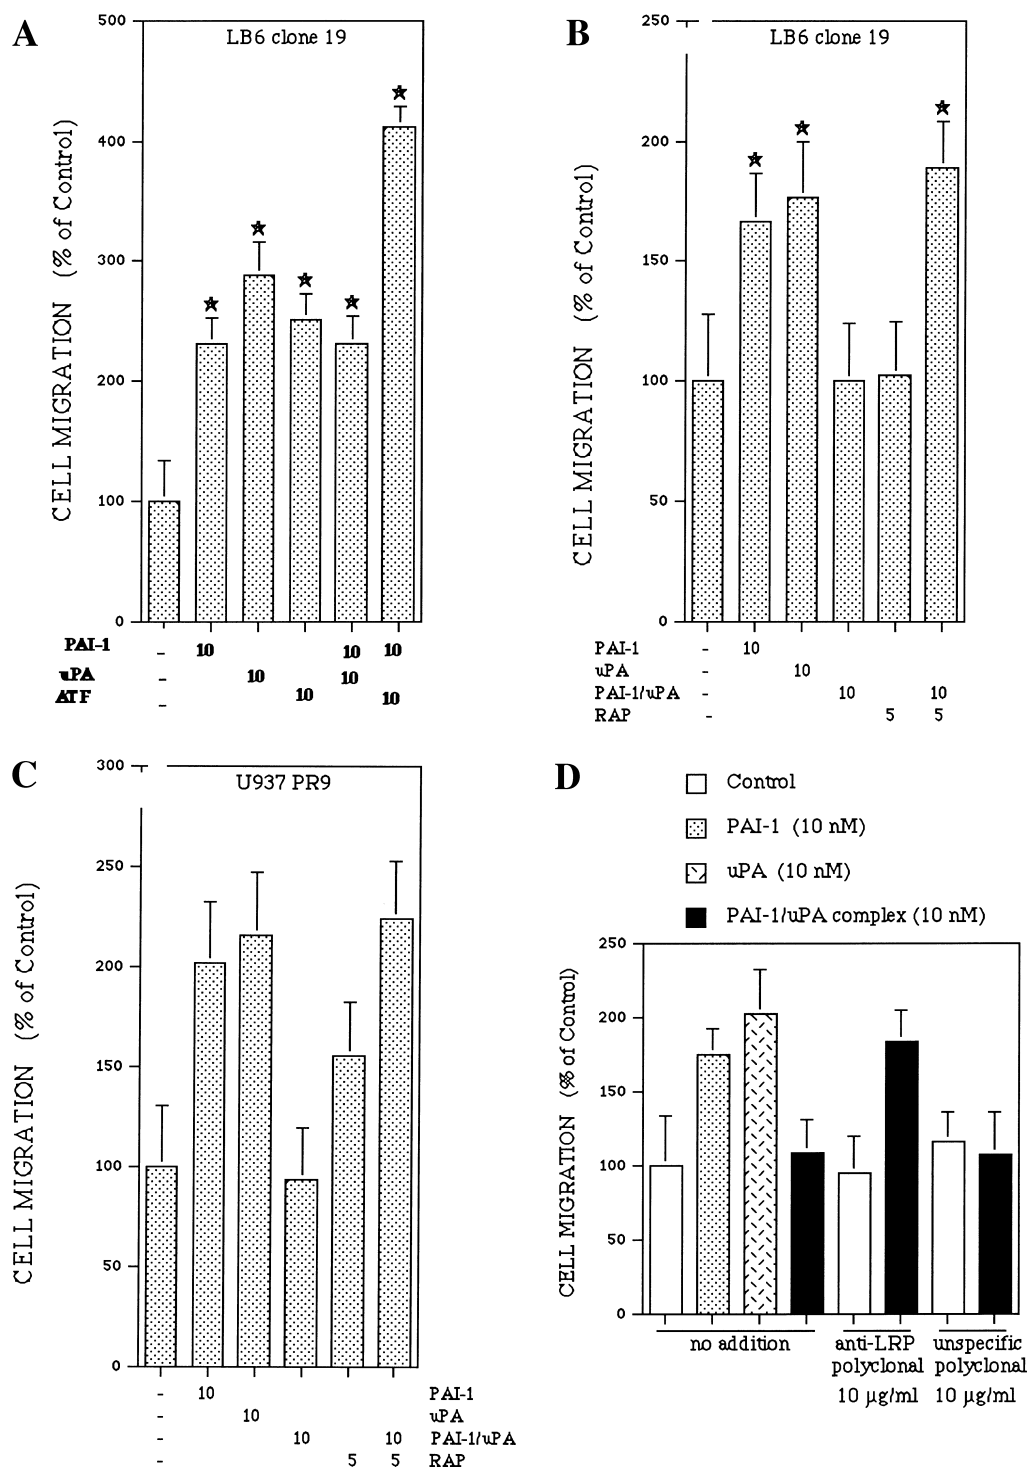 A
LB6 clone 19
CELL MIGRATION (% of Control)
500
400
300
200
100
0
PAI-1 - 10 10 10
uPA - 10 10
ATF - 10 10
B
LB6 clone 19
CELL MIGRATION (% of Control)
250
200
150
100
50
0
PAI-1 - 10
uPA - 10
PAI-1/uPA - 10 10
RAP - 5 5
C
U937 PR9
CELL MIGRATION (% of Control)
300
250
200
150
100
50
0
- 10 PAI-1
- 10 uPA
- 10 10 PAI-1/uPA
- 5 5 RAP
D
Control
PAI-1 (10 nM)
uPA (10 nM)
PAI-1/uPA complex (10 nM)
CELL MIGRATION (% of Control)
250
200
150
100
50
0
no addition
anti-LRP
polyclonal
10 µg/ml
unspecific
polyclonal
10 µg/ml